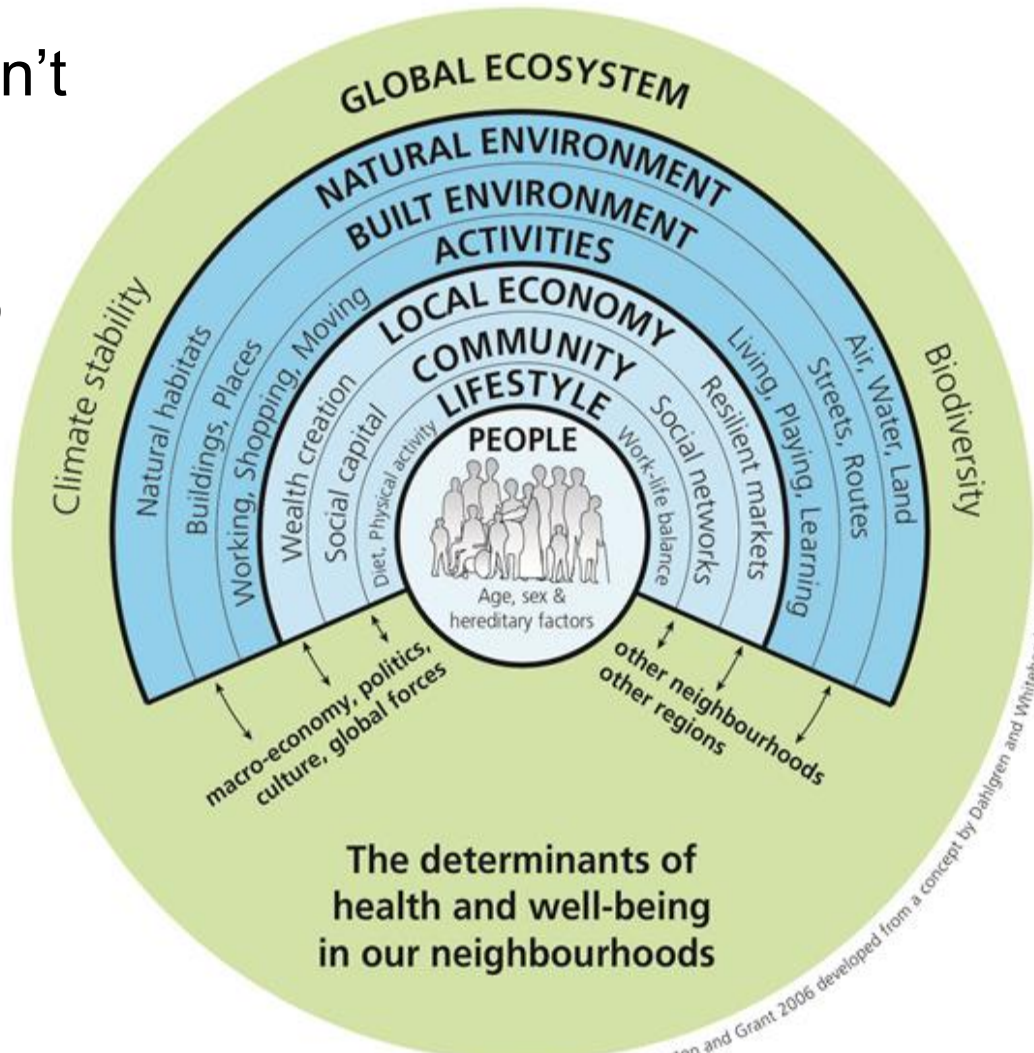 n't
GLOBAL ECOSYSTEM
NATURAL ENVIRONMENT
BUILT ENVIRONMENT
ACTIVITIES
LOCAL ECONOMY
COMMUNITY
LIFESTYLE
PEOPLE
Age, sex &
hereditary factors
Climate stability
Natural habitats
Buildings, Places
Working, Shopping, Moving
Wealth creation
Social capital
Diet, Physical activity
Work-life balance
Social networks
Resilient markets
Living, Playing, Learning
Streets, Routes
Air, Water, Land
Biodiversity
macro-economy, politics,
culture, global forces
other neighbourhoods
other regions
The determinants of
health and well-being
in our neighbourhoods
and Grant 2006 developed from a concept by Dahlgren and